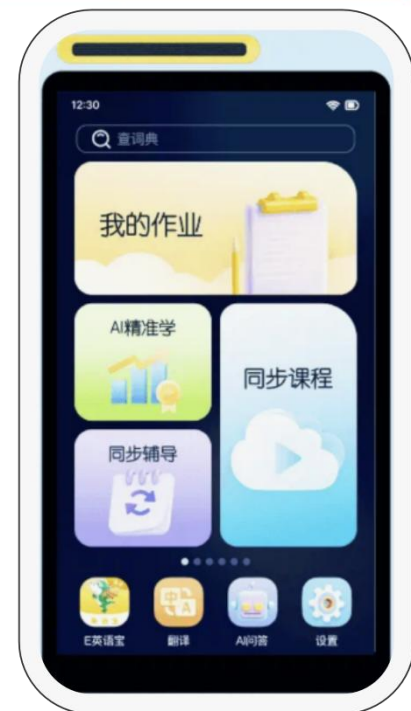 12:30
查词典
我的作业
AI精准学
同步课程
同步辅导
中
A
E英语宝
翻译
AI问答
设置